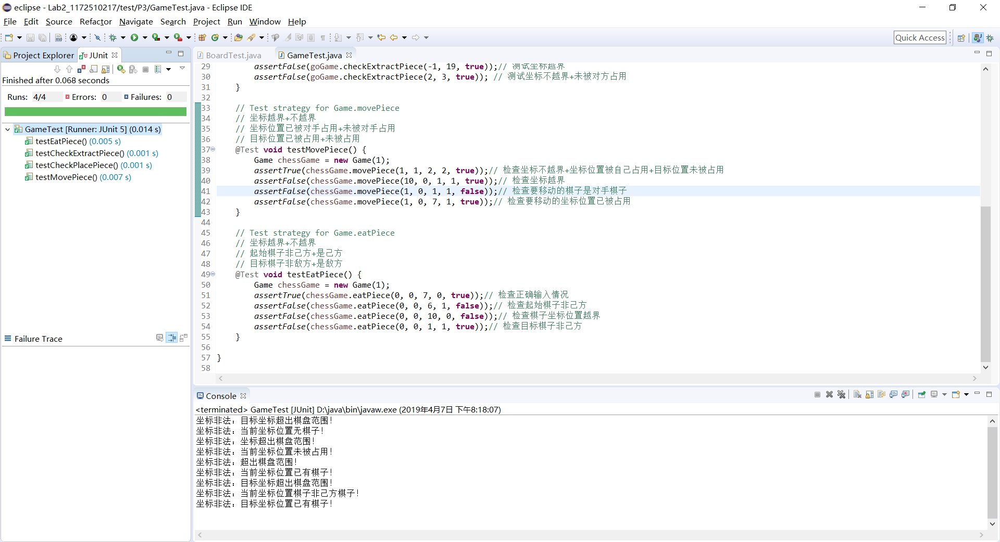 eclipse - Lab2_1172510217/test/P3/GameTest.java - Eclipse IDE
File Edit Source Refactor Navigate Search Project Run Window Help
Quick Access
Project Explorer JUnit
Finished after 0.068 seconds
Runs: 4/4 Errors: 0 Failures: 0
GameTest [Runner: JUnit 5] (0.014 s)
testEatPiece() (0.005 s)
testCheckExtractPiece() (0.001 s)
testCheckPlacePiece() (0.001 s)
testMovePiece() (0.007 s)
Failure Trace
BoardTest.java GameTest.java
29 assertFalse(goGame.checkExtractPiece(-1, 19, true));// 测试坐标越界
30 assertFalse(goGame.checkExtractPiece(2, 3, true)); // 测试坐标不越界+未被对方占用
31 }
32
33 // Test strategy for Game.movePiece
34 // 坐标越界+不越界
35 // 坐标位置已被对手占用+未被对手占用
36 // 目标位置已被占用+未被占用
37 @Test void testMovePiece() {
38 Game chessGame = new Game(1);
39 assertTrue(chessGame.movePiece(1, 1, 2, 2, true));// 检查坐标不越界+坐标位置被自己占用+目标位置未被占用
40 assertFalse(chessGame.movePiece(10, 0, 1, 1, true));// 检查坐标越界
41 assertFalse(chessGame.movePiece(1, 0, 1, 1, false));// 检查要移动的棋子是对手棋子
42 assertFalse(chessGame.movePiece(1, 0, 7, 1, true));// 检查要移动的坐标位置已被占用
43 }
44
45 // Test strategy for Game.eatPiece
46 // 坐标越界+不越界
47 // 起始棋子非己方+是己方
48 // 目标棋子非敌方+是敌方
49 @Test void testEatPiece() {
50 Game chessGame = new Game(1);
51 assertTrue(chessGame.eatPiece(0, 0, 7, 0, true));// 检查正确输入情况
52 assertFalse(chessGame.eatPiece(0, 0, 6, 1, false));// 检查起始棋子非己方
53 assertFalse(chessGame.eatPiece(0, 0, 10, 0, false));// 检查棋子坐标位置越界
54 assertFalse(chessGame.eatPiece(0, 0, 1, 1, true));// 检查目标棋子非己方
55 }
56
57 }
58
Console
<terminated> GameTest [JUnit] D:\java\bin\javaw.exe (2019年4月7日 下午8:18:07)
坐标非法：目标坐标超出棋盘范围！
坐标非法：当前坐标位置无棋子！
坐标非法：坐标超出棋盘范围！
坐标非法：当前坐标位置未被占用！
坐标非法：超出棋盘范围！
坐标非法：当前坐标位置已有棋子！
坐标非法：目标坐标超出棋盘范围！
坐标非法：当前坐标位置棋子非己方棋子！
坐标非法：目标坐标位置已有棋子！